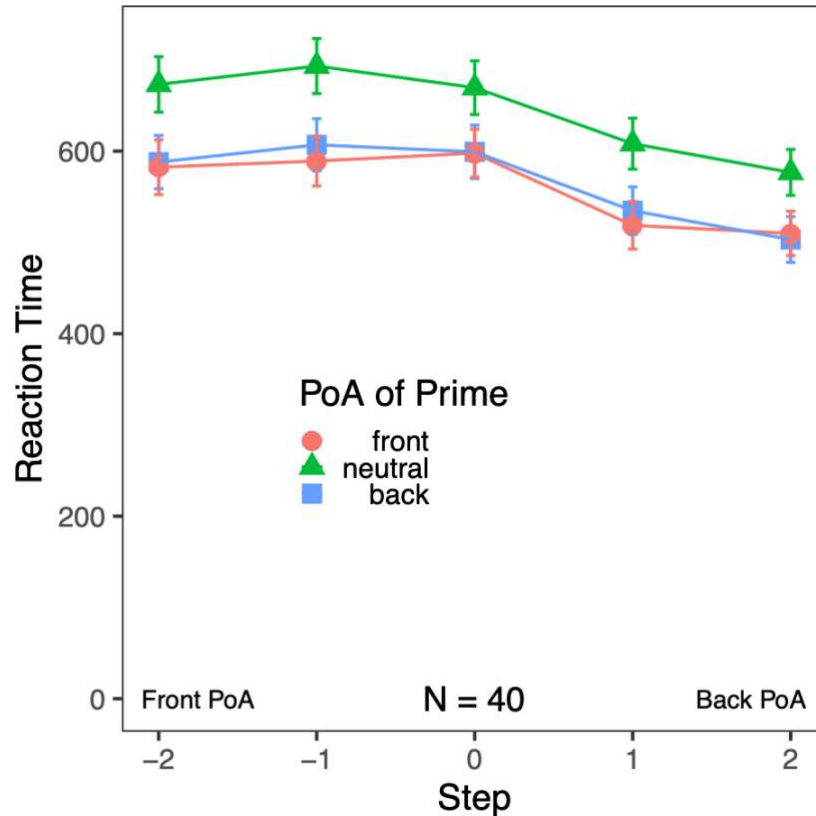 Reaction Time
600
400
200
0
PoA of Prime
front
neutral
back
Front PoA
N = 40
Back PoA
−2
−1
0
1
2
Step